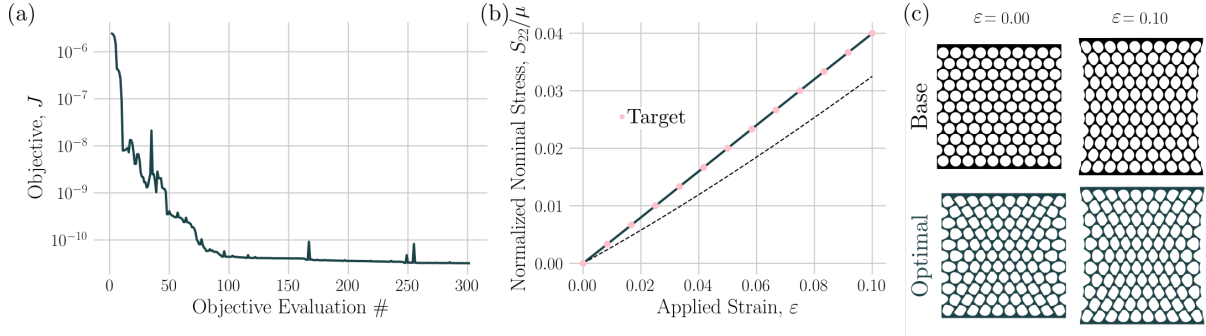 (a)
Objective, J
10⁻⁶
10⁻⁷
10⁻⁸
10⁻⁹
10⁻¹⁰
0 50 100 150 200 250 300
Objective Evaluation #
(b)
Normalized Nominal Stress, S₂₂/μ
0.04
0.03
0.02
0.01
0.00
Target
0.00 0.02 0.04 0.06 0.08 0.10
Applied Strain, ε
(c)
ε = 0.00 ε = 0.10
Base
Optimal